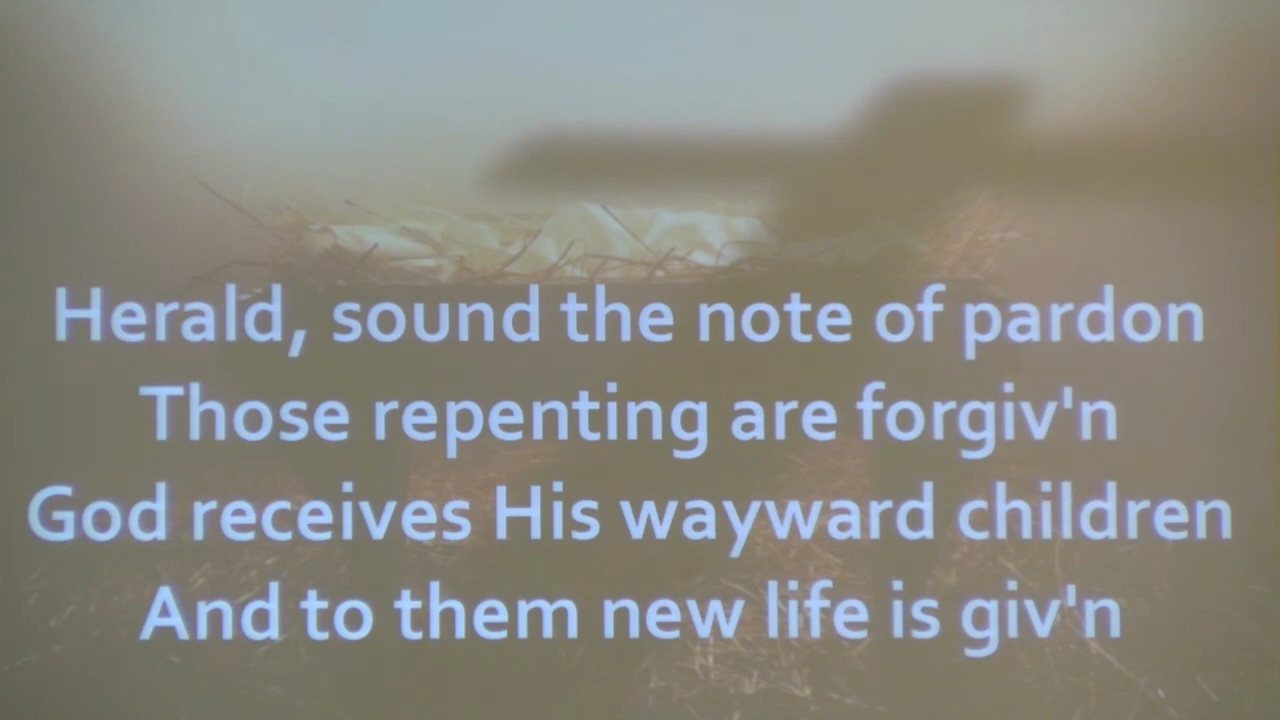 Herald, sound the note of pardon
Those repenting are forgiv'n
God receives His wayward children
And to them new life is giv'n